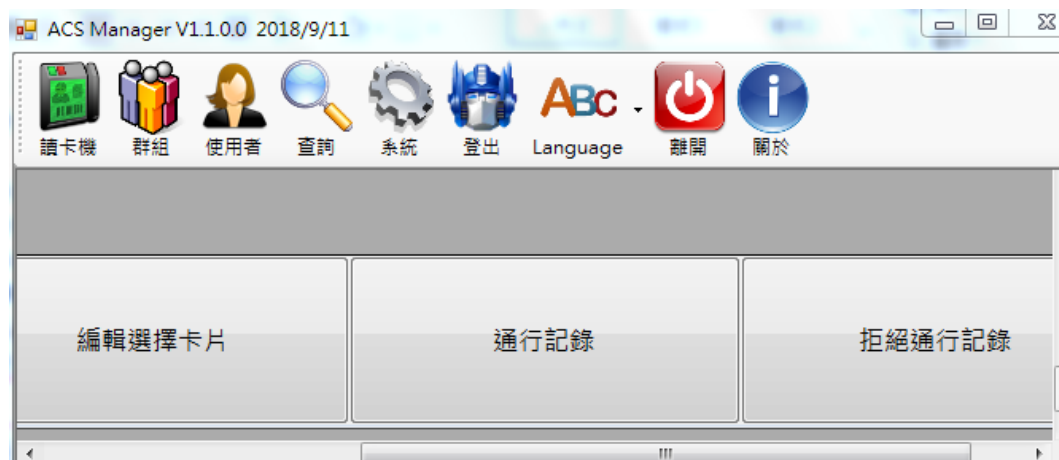 ACS Manager V1.1.0.0 2018/9/11
讀卡機 群組 使用者 查詢 系統 登出 ABC Language 離開 關於
編輯選擇卡片 通行記錄 拒絕通行記錄